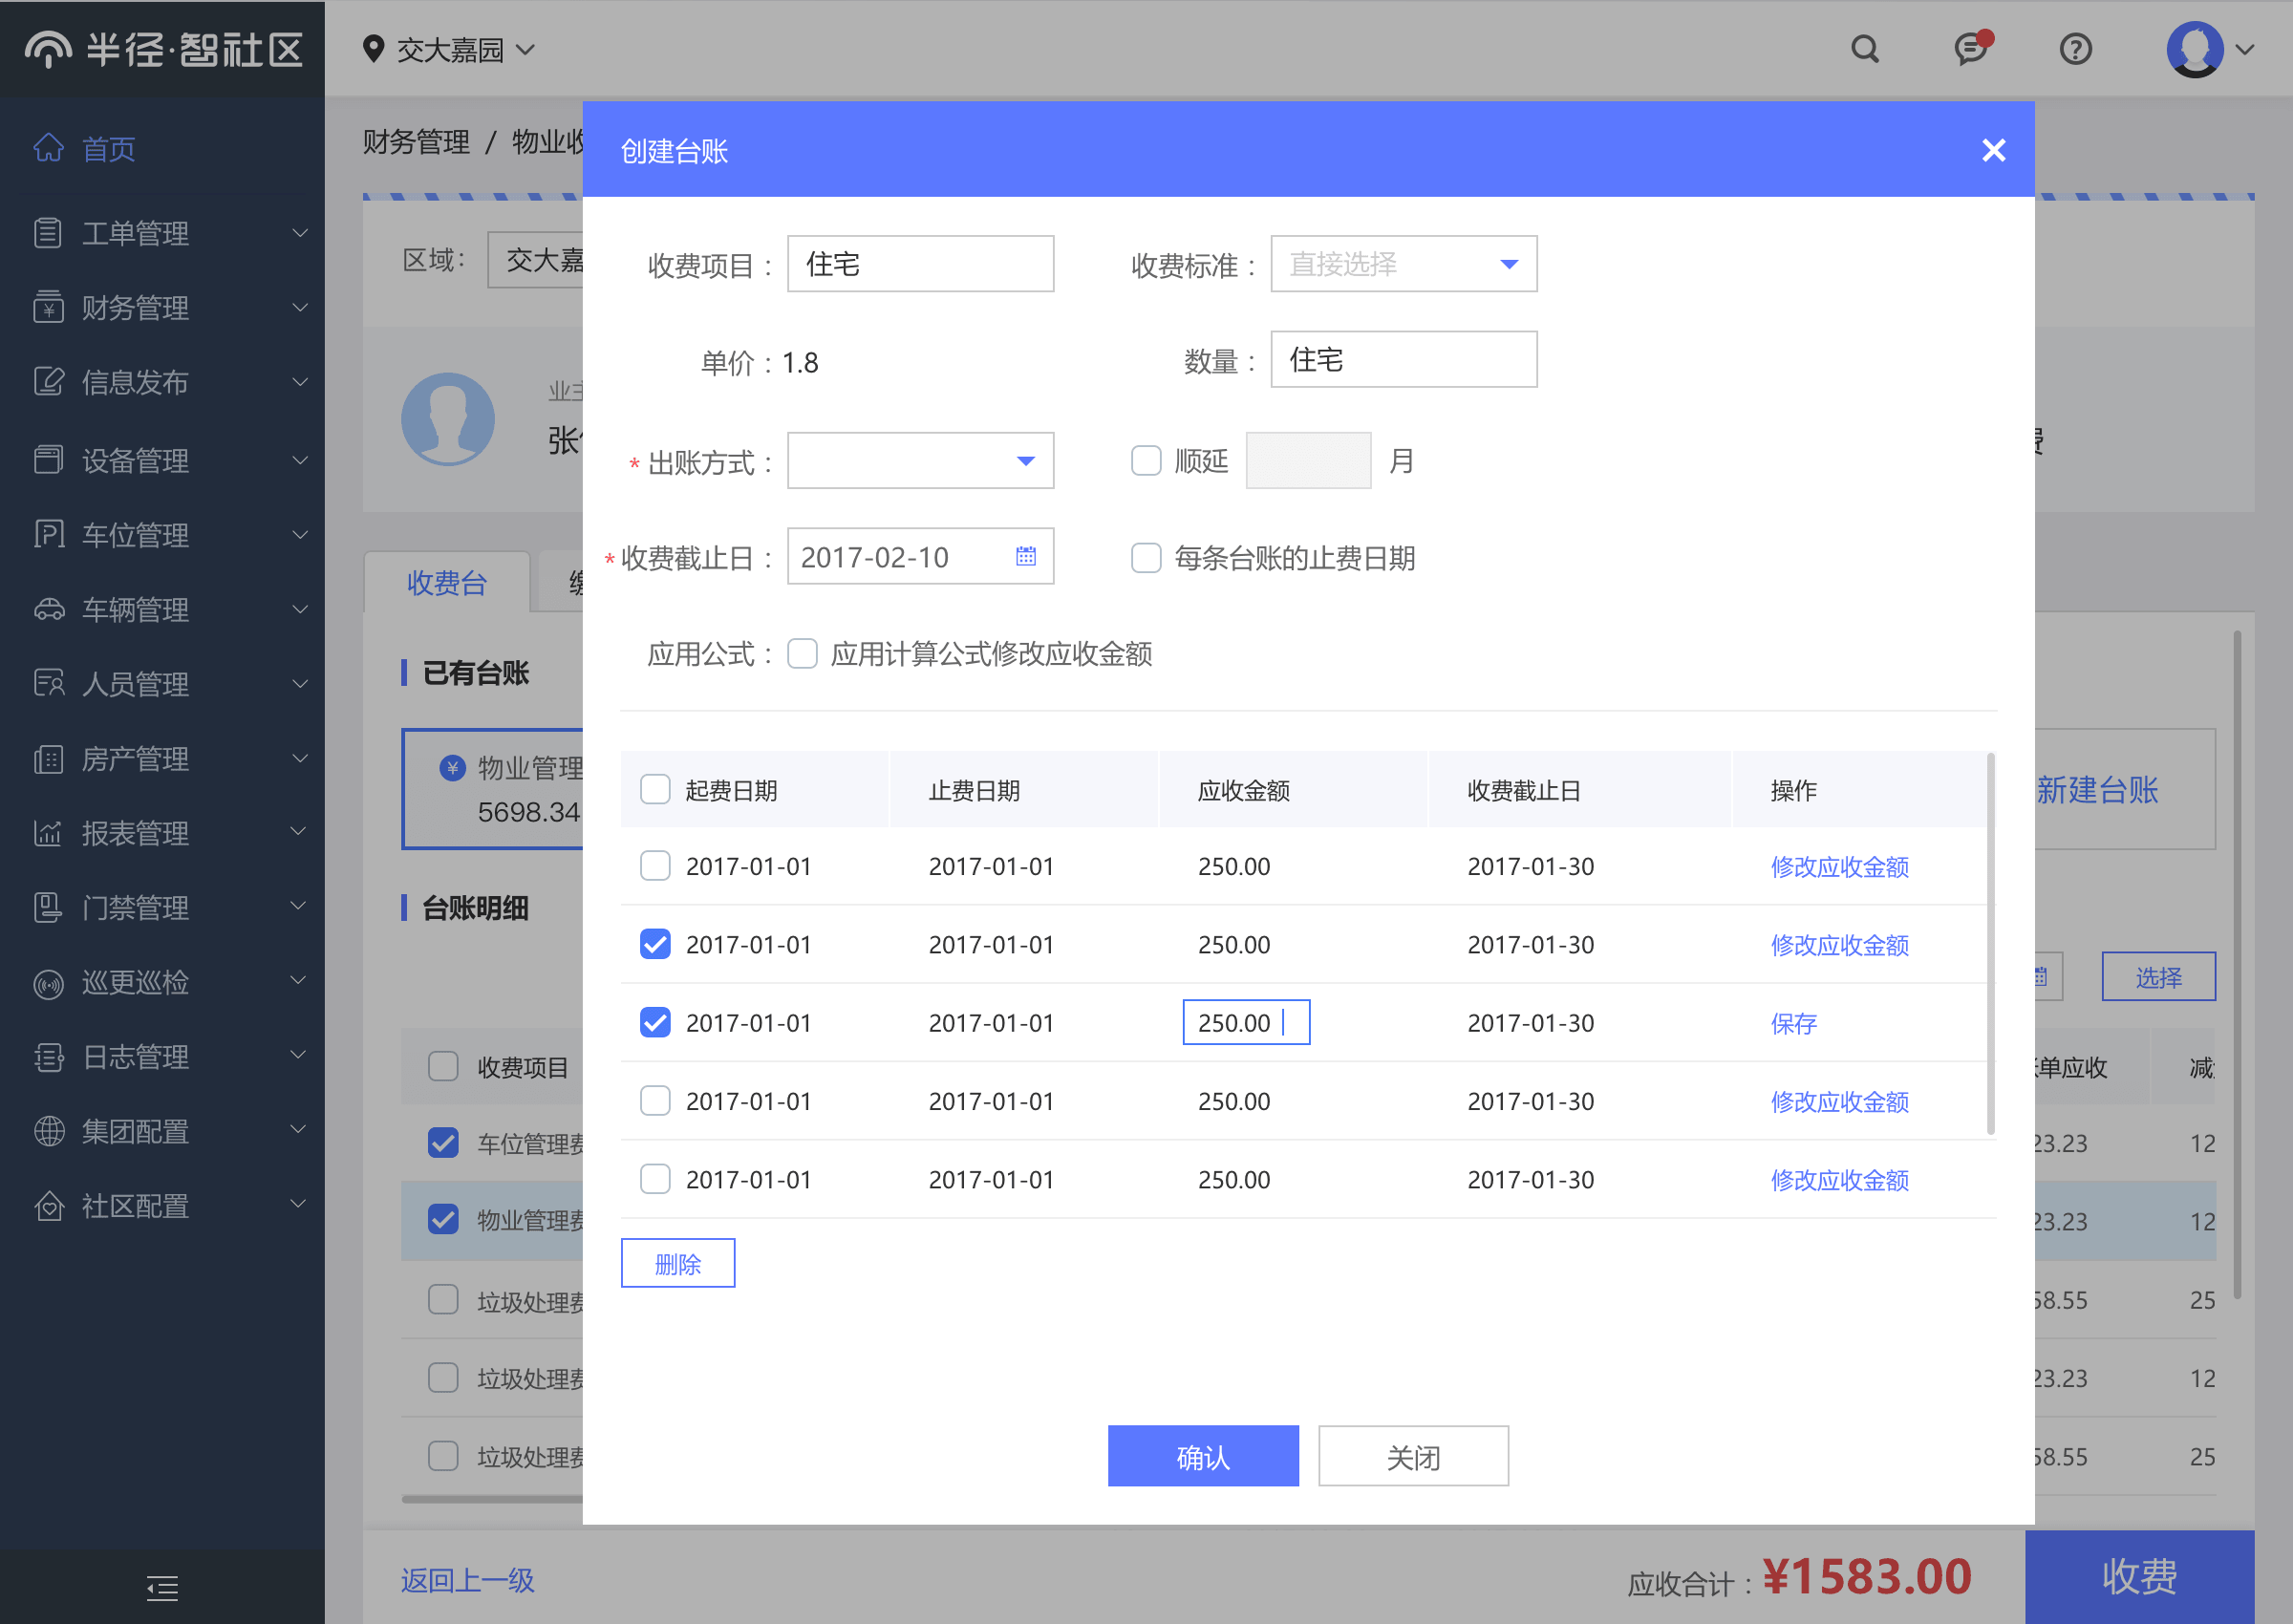 半径·智社区
交大嘉园
首页
工单管理
财务管理
信息发布
设备管理
车位管理
车辆管理
人员管理
房产管理
报表管理
门禁管理
巡更巡检
日志管理
集团配置
社区配置
财务管理 / 物业收
区域:
交大嘉
业主
张
收费台
已有台账
¥ 物业管理
5698.34
新建台账
台账明细
选择
收费项目
单应收
车位管理费
23.23 12
物业管理费
23.23 12
垃圾处理费
58.55 25
垃圾处理费
23.23 12
垃圾处理费
58.55 25
返回上一级
应收合计:¥1583.00
收费
创建台账
收费项目: 住宅
收费标准: 直接选择
单价:1.8
数量: 住宅
* 出账方式:
顺延 月
* 收费截止日: 2017-02-10
每条台账的止费日期
应用公式: 应用计算公式修改应收金额
起费日期 止费日期 应收金额 收费截止日 操作
2017-01-01 2017-01-01 250.00 2017-01-30 修改应收金额
2017-01-01 2017-01-01 250.00 2017-01-30 修改应收金额
2017-01-01 2017-01-01 250.00 2017-01-30 保存
2017-01-01 2017-01-01 250.00 2017-01-30 修改应收金额
2017-01-01 2017-01-01 250.00 2017-01-30 修改应收金额
删除
确认
关闭